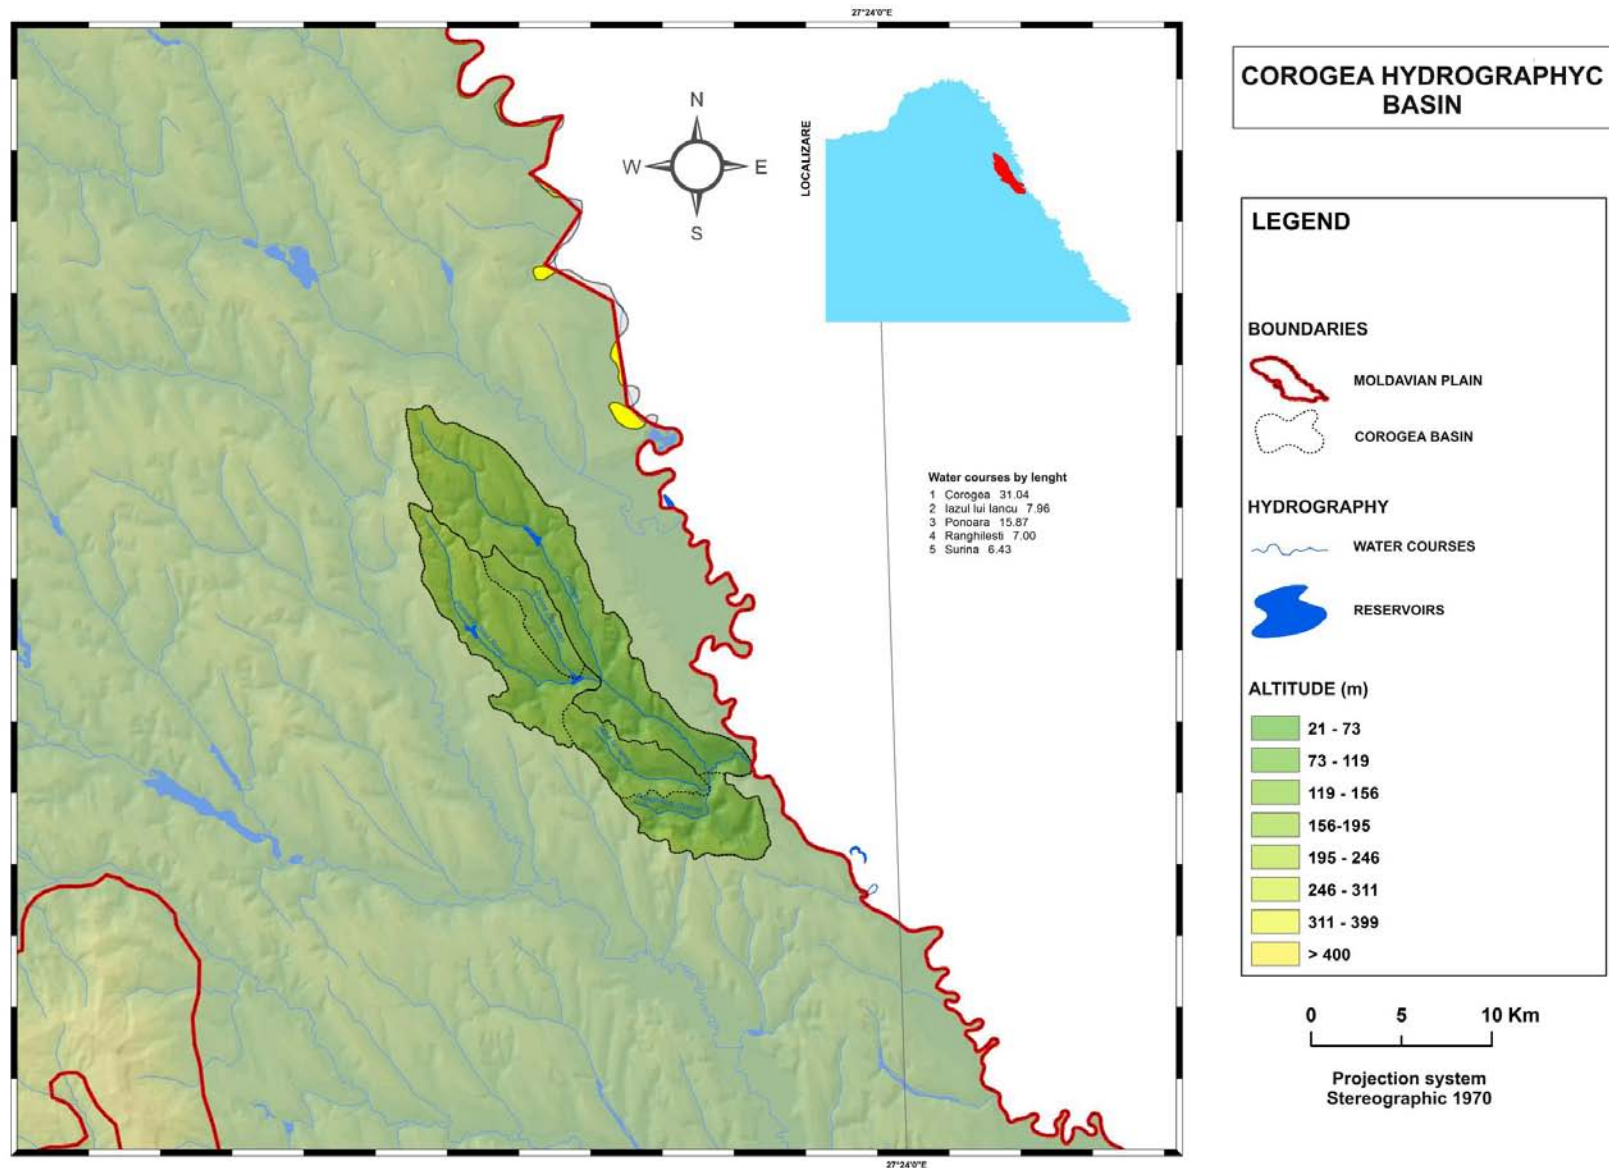 27°24'0"E
COROGEA HYDROGRAPHYC
BASIN
N
W
E
S
LOCALIZARE
LEGEND
BOUNDARIES
MOLDAVIAN PLAIN
COROGEA BASIN
Water courses by lenght
1 Corogea 31.04
2 Iazul lui Iancu 7.96
3 Ponoara 15.87
4 Ranghilesti 7.00
5 Surina 6.43
HYDROGRAPHY
WATER COURSES
RESERVOIRS
ALTITUDE (m)
21 - 73
73 - 119
119 - 156
156-195
195 - 246
246 - 311
311 - 399
> 400
0 5 10 Km
Projection system
Stereographic 1970
27°24'0"E